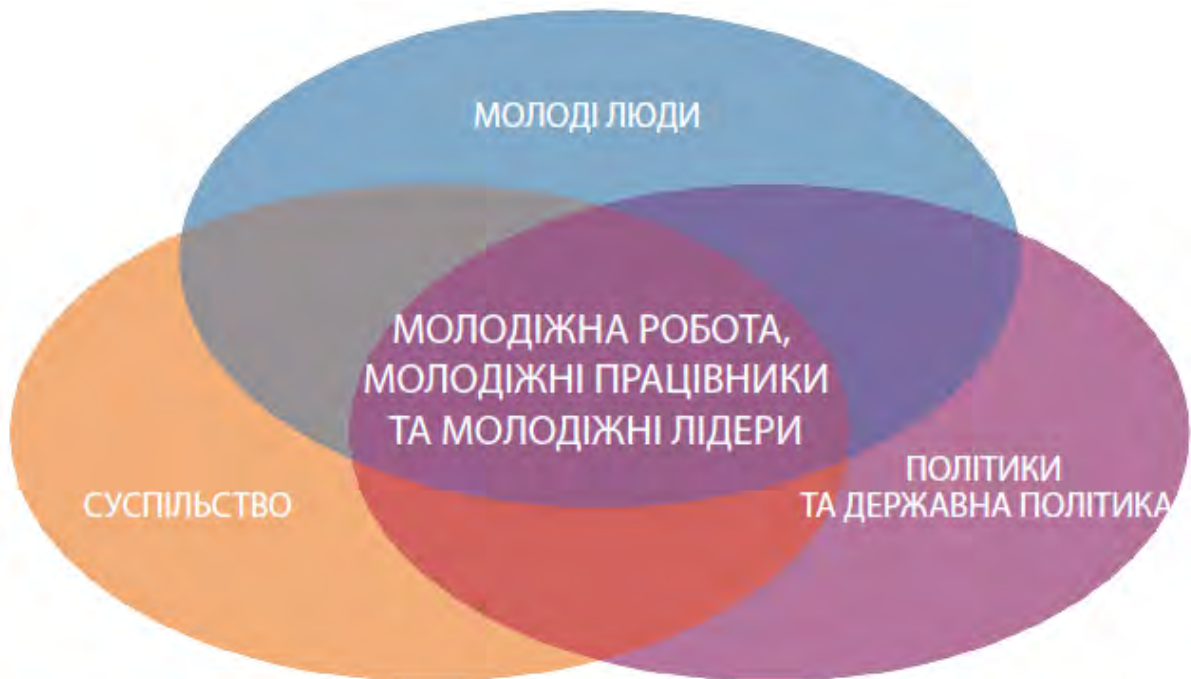 МОЛОДІ ЛЮДИ
МОЛОДІЖНА РОБОТА,
МОЛОДІЖНІ ПРАЦІВНИКИ
ТА МОЛОДІЖНІ ЛІДЕРИ
СУСПІЛЬСТВО
ПОЛІТИКИ
ТА ДЕРЖАВНА ПОЛІТИКА